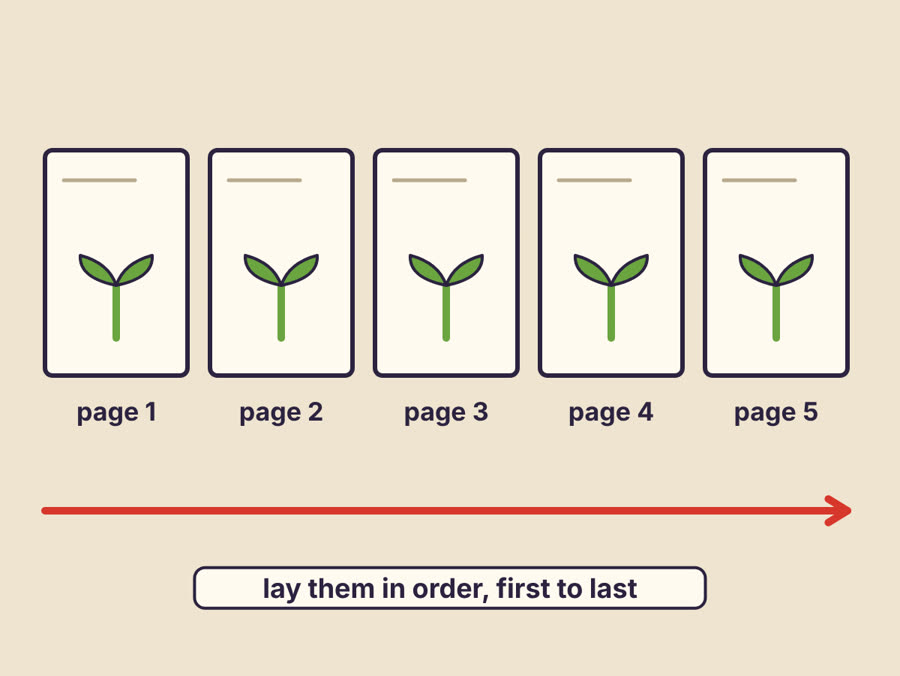 page 1
page 2
page 3
page 4
page 5
lay them in order, first to last